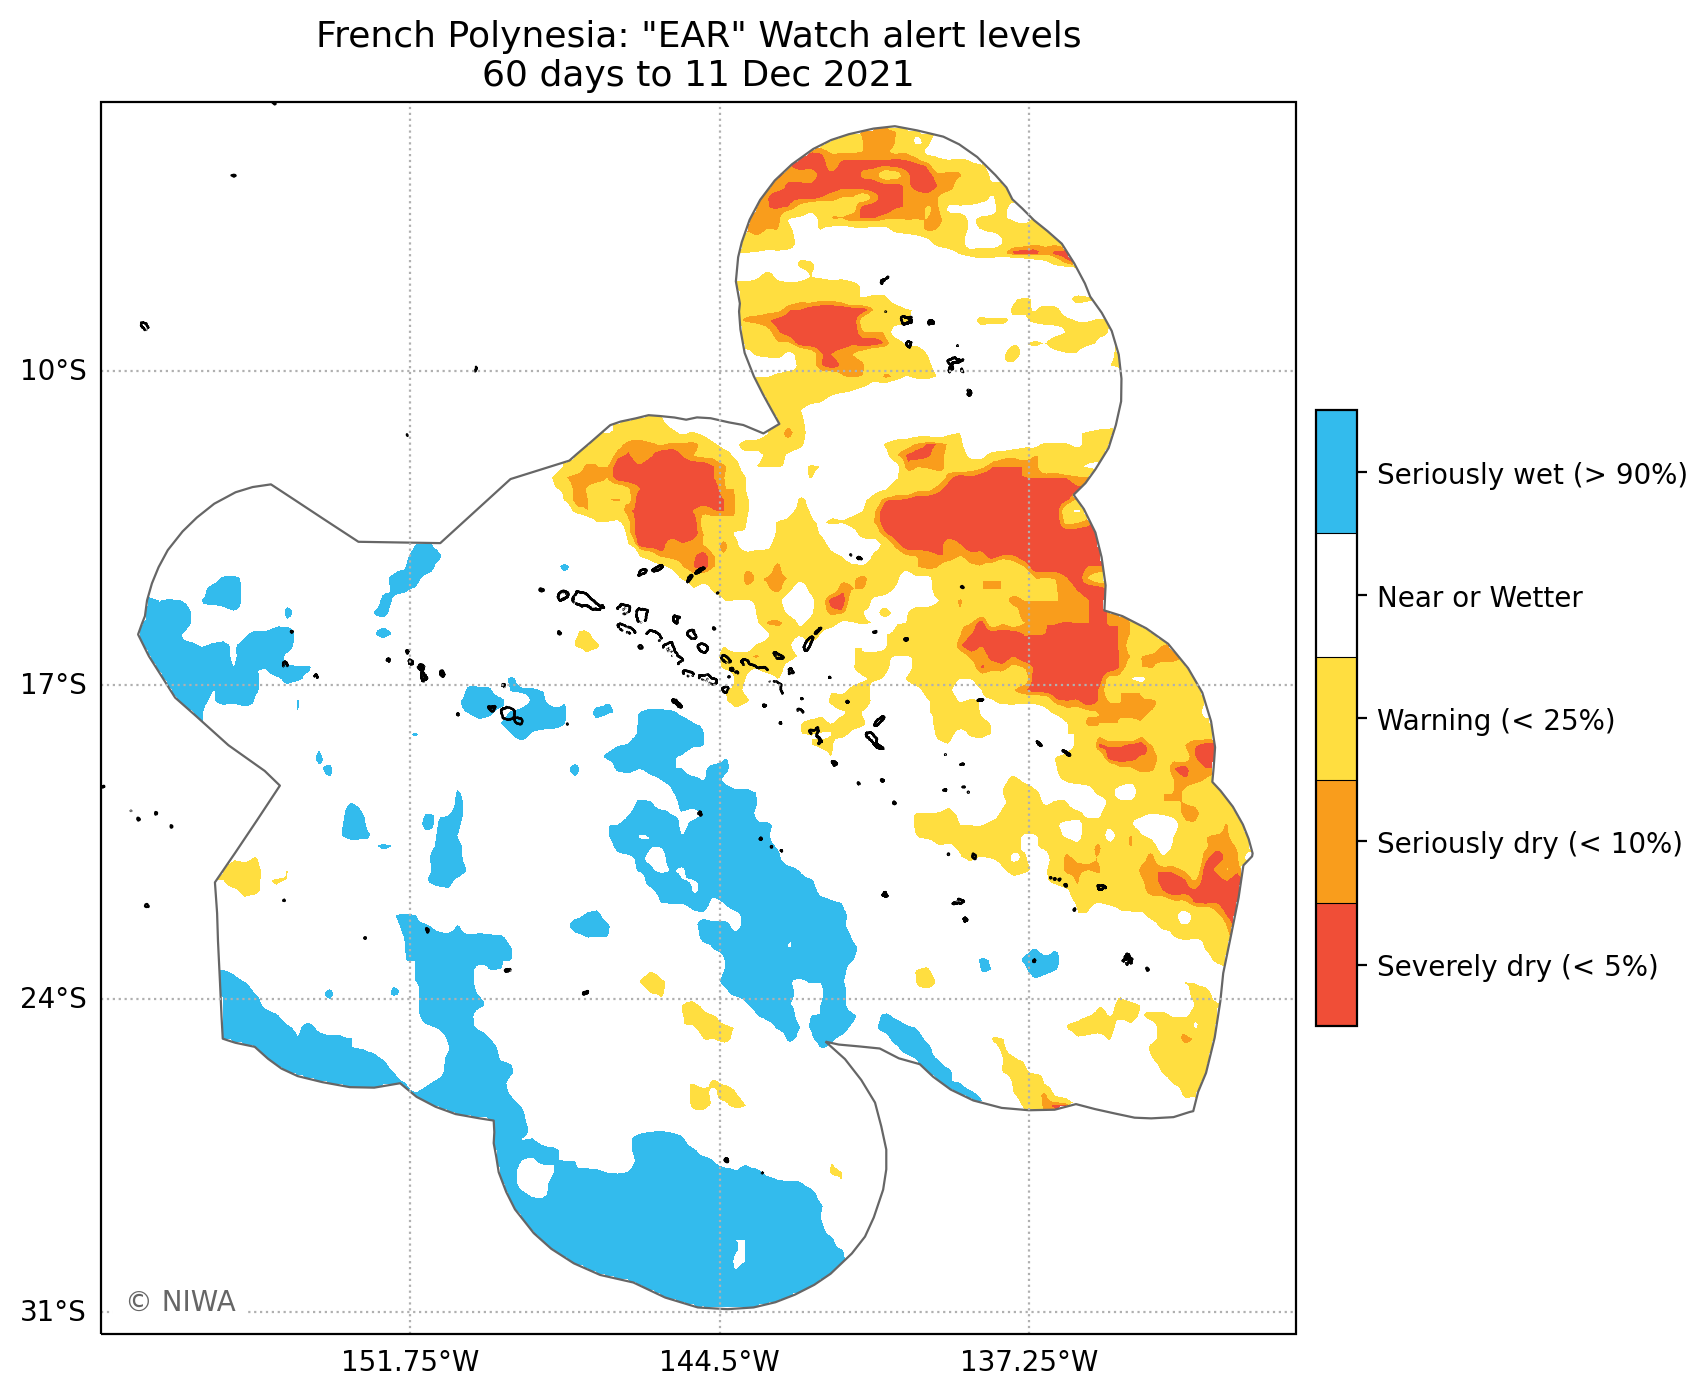 French Polynesia: "EAR" Watch alert levels
60 days to 11 Dec 2021
10°S
17°S
24°S
31°S
151.75°W
144.5°W
137.25°W
© NIWA
Seriously wet (> 90%)
Near or Wetter
Warning (< 25%)
Seriously dry (< 10%)
Severely dry (< 5%)